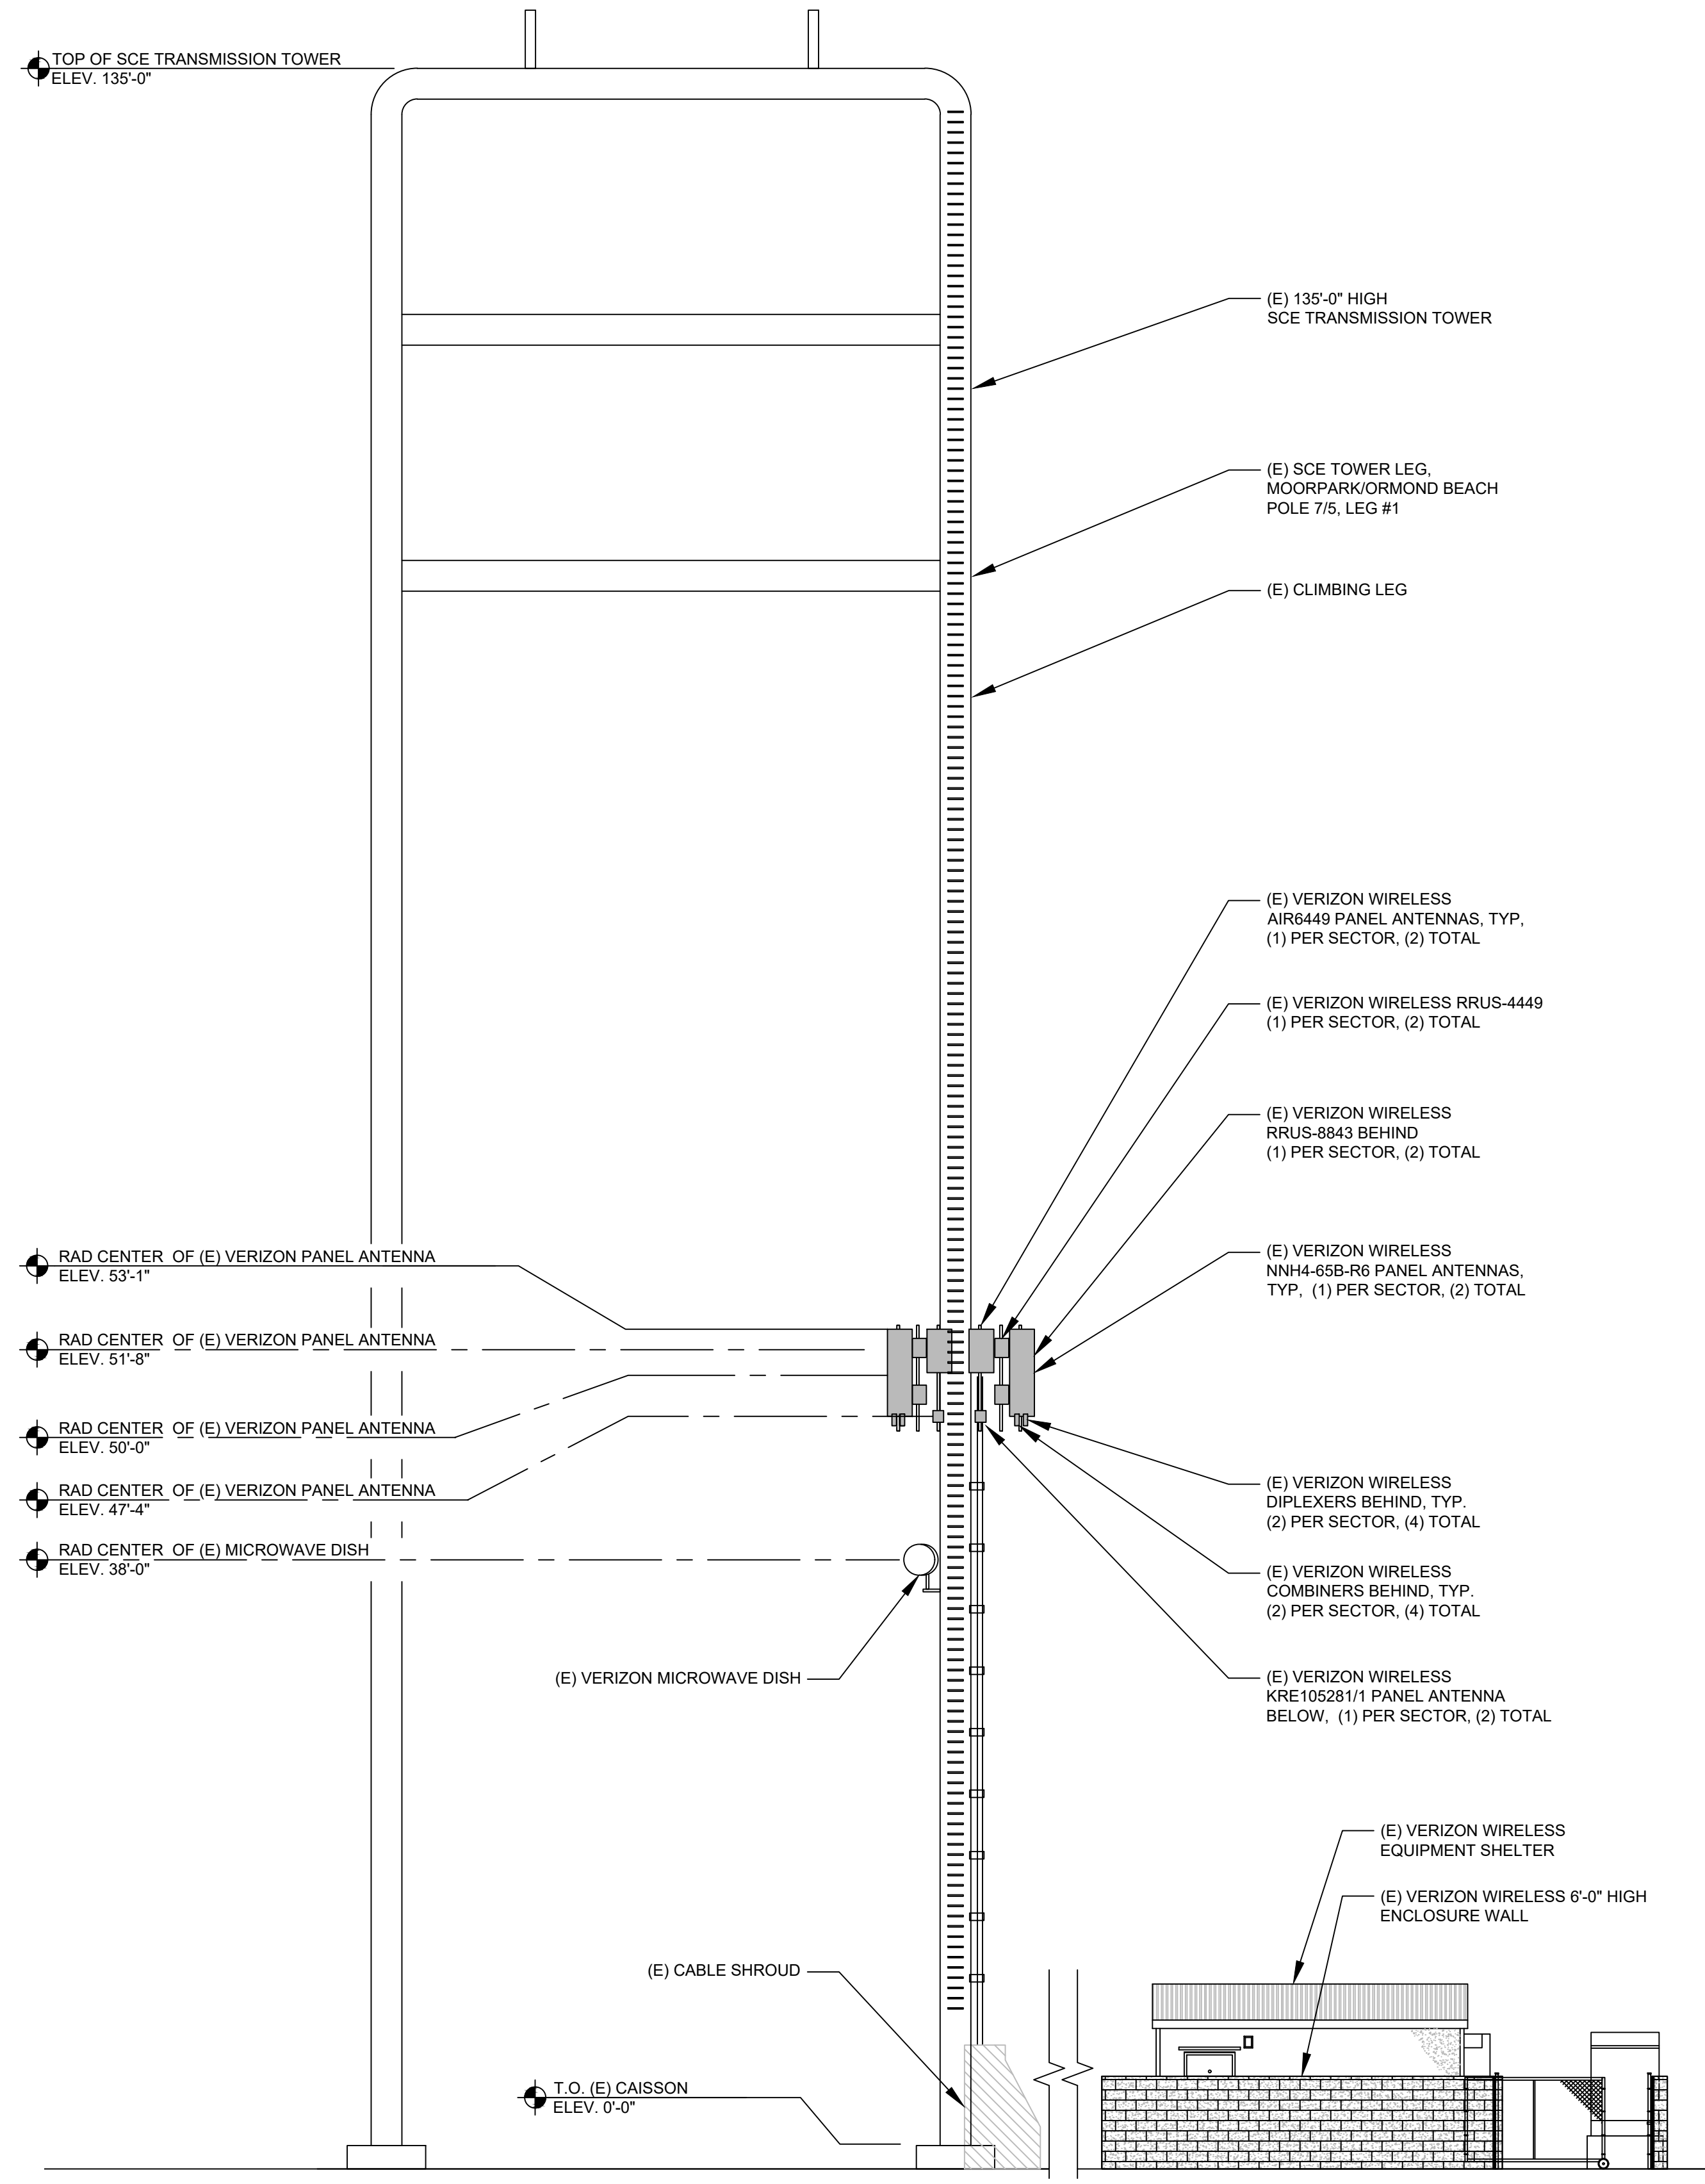 TOP OF SCE TRANSMISSION TOWER
ELEV. 135'-0"
(E) 135'-0" HIGH
SCE TRANSMISSION TOWER
(E) SCE TOWER LEG,
MOORPARK/ORMOND BEACH
POLE 7/5, LEG #1
(E) CLIMBING LEG
(E) VERIZON WIRELESS
AIR6449 PANEL ANTENNAS, TYP,
(1) PER SECTOR, (2) TOTAL
(E) VERIZON WIRELESS RRUS-4449
(1) PER SECTOR, (2) TOTAL
(E) VERIZON WIRELESS
RRUS-8843 BEHIND
(1) PER SECTOR, (2) TOTAL
(E) VERIZON WIRELESS
NNH4-65B-R6 PANEL ANTENNAS,
TYP, (1) PER SECTOR, (2) TOTAL
RAD CENTER OF (E) VERIZON PANEL ANTENNA
ELEV. 53'-1"
RAD CENTER OF (E) VERIZON PANEL ANTENNA
ELEV. 51'-8"
RAD CENTER OF (E) VERIZON PANEL ANTENNA
ELEV. 50'-0"
RAD CENTER OF (E) VERIZON PANEL ANTENNA
ELEV. 47'-4"
RAD CENTER OF (E) MICROWAVE DISH
ELEV. 38'-0"
(E) VERIZON WIRELESS
DIPLEXERS BEHIND, TYP.
(2) PER SECTOR, (4) TOTAL
(E) VERIZON WIRELESS
COMBINERS BEHIND, TYP.
(2) PER SECTOR, (4) TOTAL
(E) VERIZON MICROWAVE DISH
(E) VERIZON WIRELESS
KRE105281/1 PANEL ANTENNA
BELOW, (1) PER SECTOR, (2) TOTAL
(E) VERIZON WIRELESS
EQUIPMENT SHELTER
(E) VERIZON WIRELESS 6'-0" HIGH
ENCLOSURE WALL
(E) CABLE SHROUD
T.O. (E) CAISSON
ELEV. 0'-0"